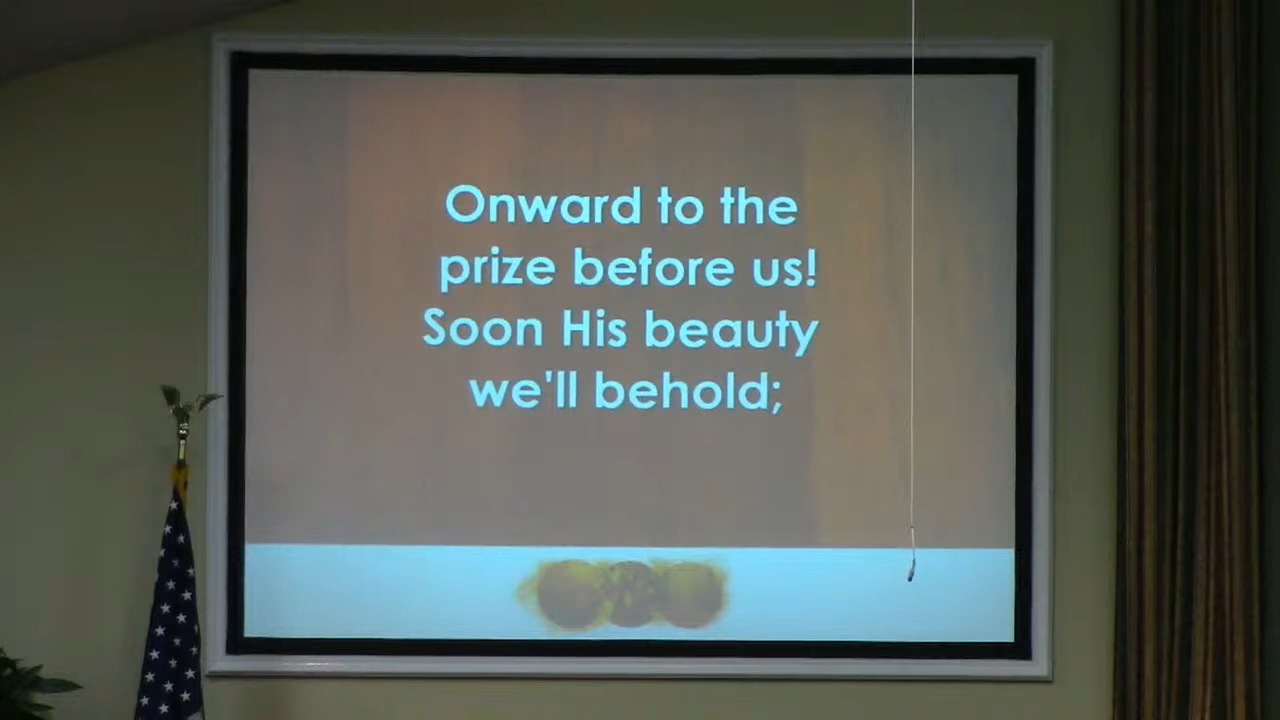 Onward to the
prize before us!
Soon His beauty
we'll behold;